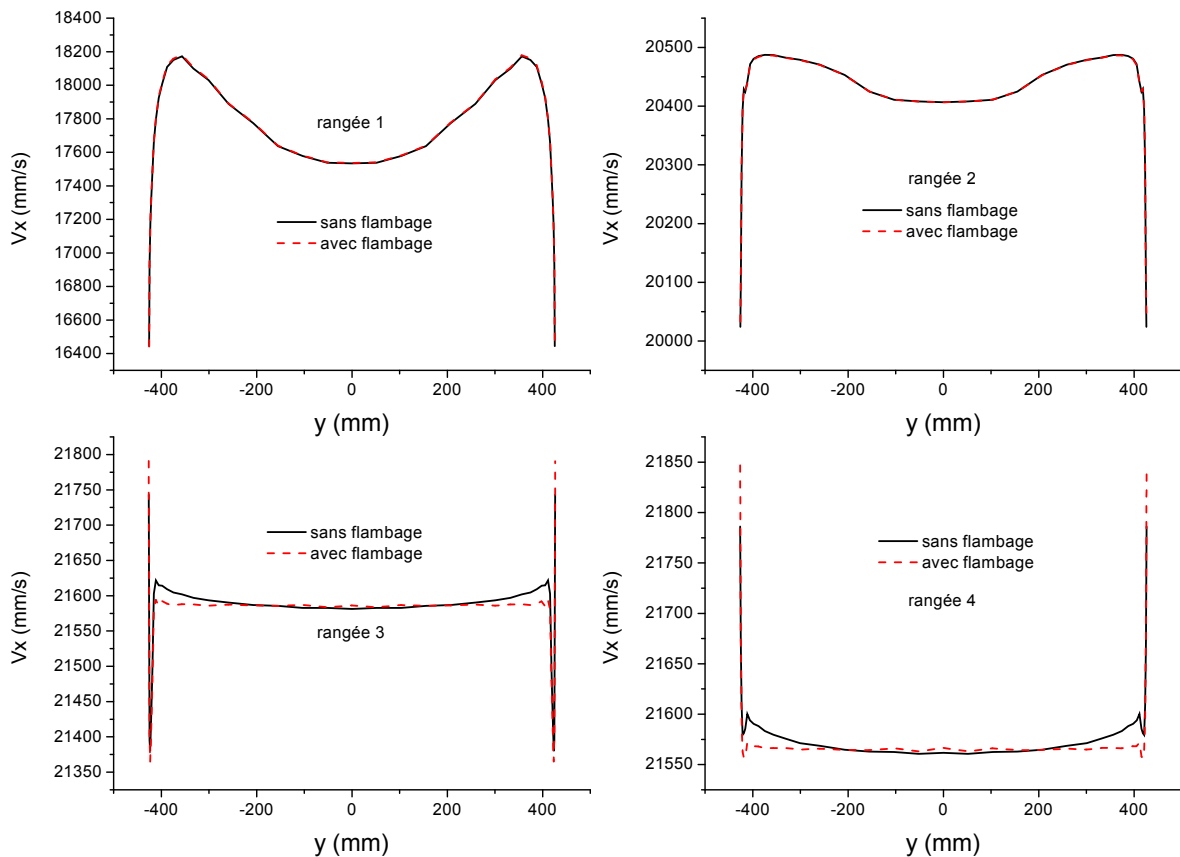 18400
18200
18000
17800
17600
17400
17200
17000
16800
16600
16400
Vx (mm/s)
rangée 1
sans flambage
avec flambage
-400 -200 0 200 400
y (mm)
20500
20400
20300
20200
20100
20000
Vx (mm/s)
rangée 2
sans flambage
avec flambage
-400 -200 0 200 400
y (mm)
21800
21750
21700
21650
21600
21550
21500
21450
21400
21350
Vx (mm/s)
sans flambage
avec flambage
rangée 3
-400 -200 0 200 400
y (mm)
21850
21800
21750
21700
21650
21600
21550
Vx (mm/s)
sans flambage
avec flambage
rangée 4
-400 -200 0 200 400
y (mm)